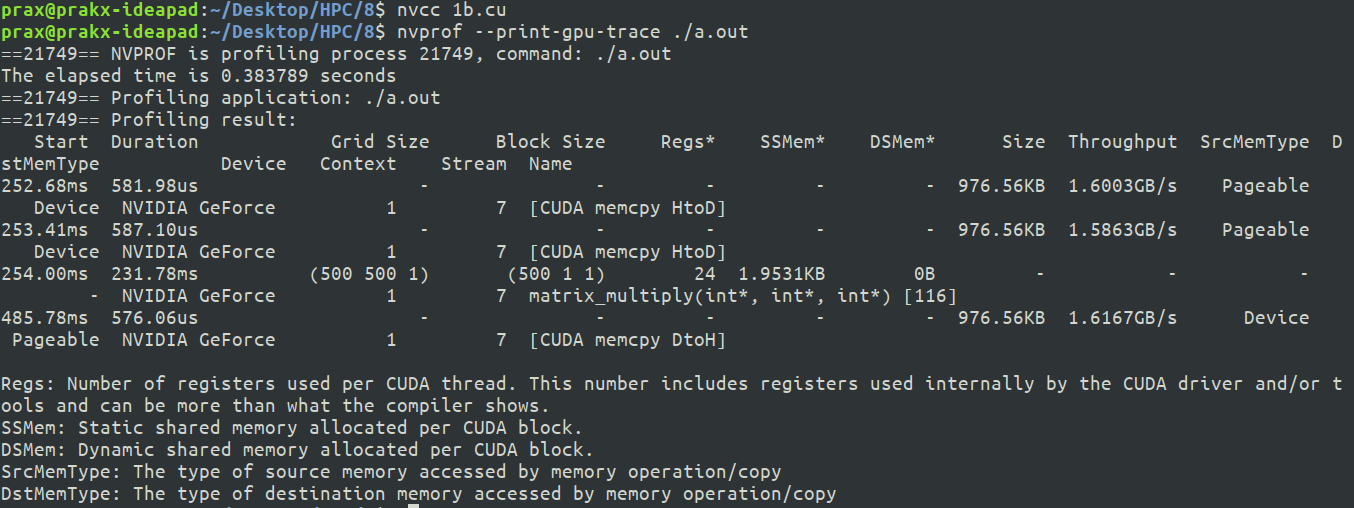 prax@prakx-ideapad:~/Desktop/HPC/8$ nvcc 1b.cu
prax@prakx-ideapad:~/Desktop/HPC/8$ nvprof --print-gpu-trace ./a.out
==21749== NVPROF is profiling process 21749, command: ./a.out
The elapsed time is 0.383789 seconds
==21749== Profiling application: ./a.out
==21749== Profiling result:
   Start  Duration            Grid Size      Block Size     Regs*    SSMem*    DSMem*      Size  Throughput  SrcMemType  D
stMemType           Device   Context    Stream  Name
252.68ms  581.98us                    -               -         -         -         -  976.56KB  1.6003GB/s    Pageable
   Device  NVIDIA GeForce          1         7  [CUDA memcpy HtoD]
253.41ms  587.10us                    -               -         -         -         -  976.56KB  1.5863GB/s    Pageable
   Device  NVIDIA GeForce          1         7  [CUDA memcpy HtoD]
254.00ms  231.78ms          (500 500 1)       (500 1 1)        24  1.9531KB        0B         -           -           -
        -  NVIDIA GeForce          1         7  matrix_multiply(int*, int*, int*) [116]
485.78ms  576.06us                    -               -         -         -         -  976.56KB  1.6167GB/s      Device
 Pageable  NVIDIA GeForce          1         7  [CUDA memcpy DtoH]
Regs: Number of registers used per CUDA thread. This number includes registers used internally by the CUDA driver and/or t
ools and can be more than what the compiler shows.
SSMem: Static shared memory allocated per CUDA block.
DSMem: Dynamic shared memory allocated per CUDA block.
SrcMemType: The type of source memory accessed by memory operation/copy
DstMemType: The type of destination memory accessed by memory operation/copy